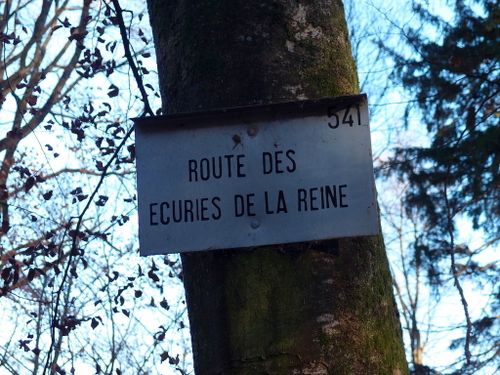 541
ROUTE DES
ECURIES DE LA REINE